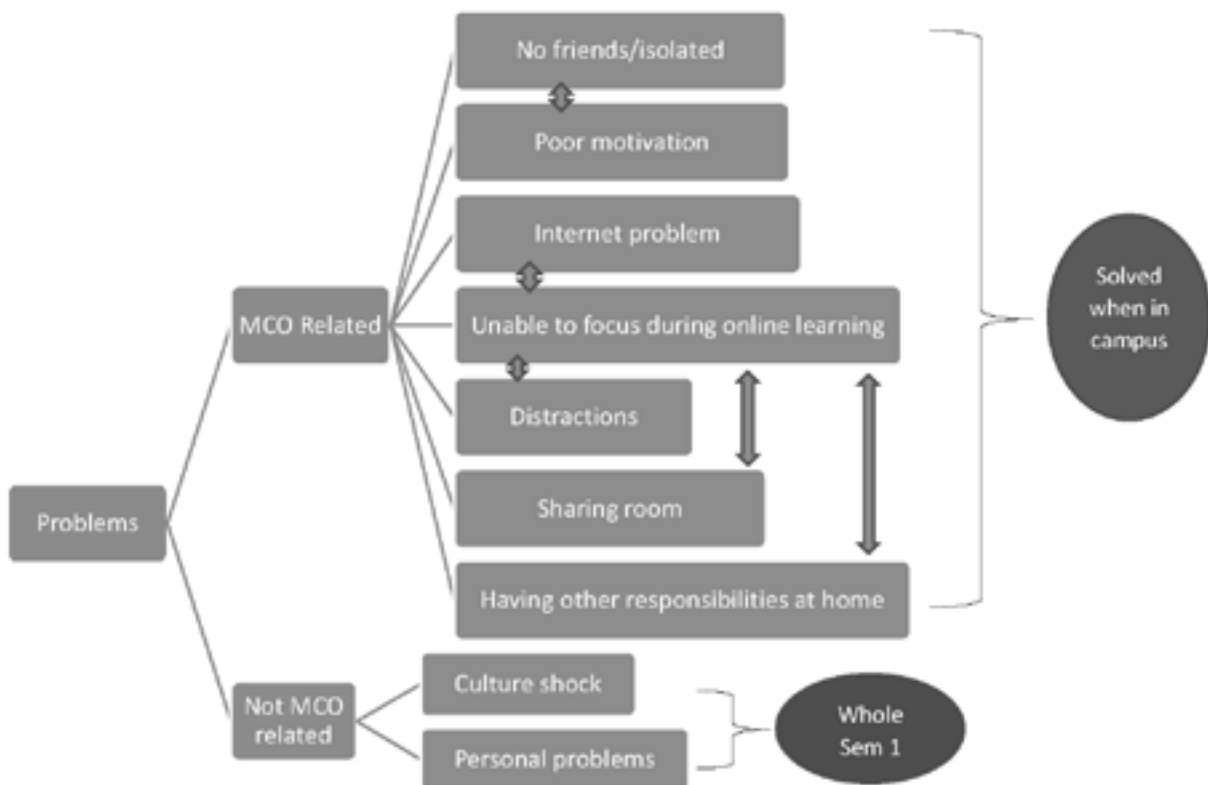 No friends/isolated
Poor motivation
Internet problem
Unable to focus during online learning
Distractions
Sharing room
Having other responsibilities at home
MCO Related
Solved
when in
campus
Problems
Not MCO
related
Culture shock
Personal problems
Whole
Sem 1